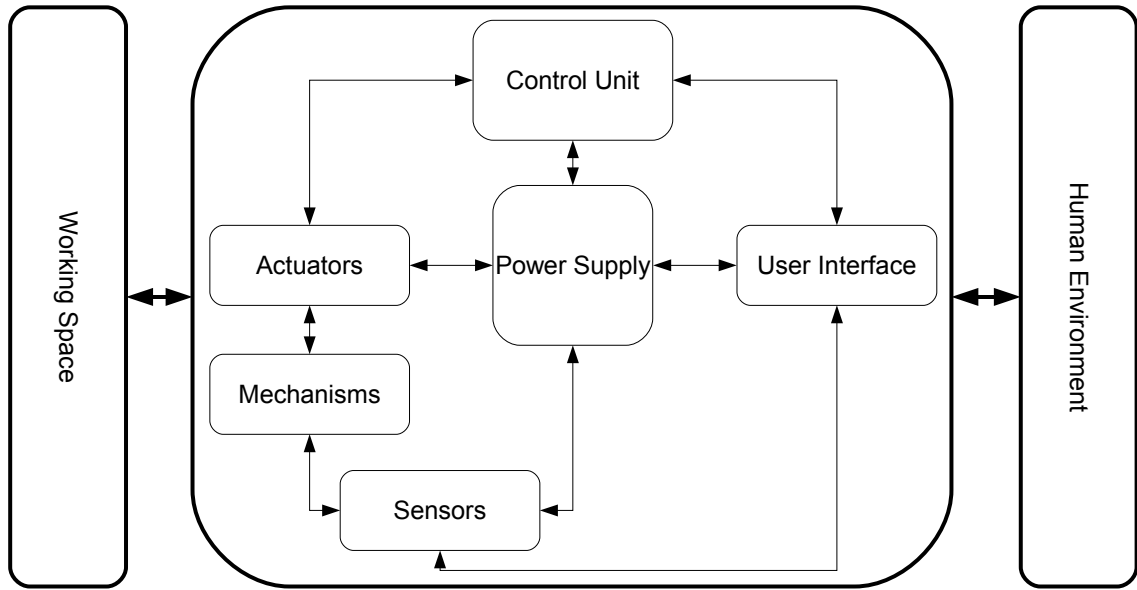 Control Unit
Working Space
Actuators
Power Supply
User Interface
Human Environment
Mechanisms
Sensors